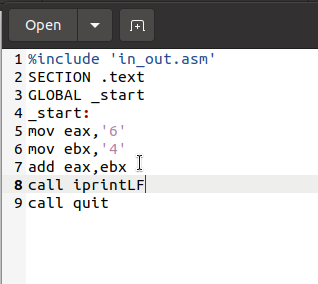 Open
1 %include 'in_out.asm'
2 SECTION .text
3 GLOBAL _start
4 _start:
5 mov eax,'6'
6 mov ebx,'4'
7 add eax,ebx
8 call iprintLF
9 call quit